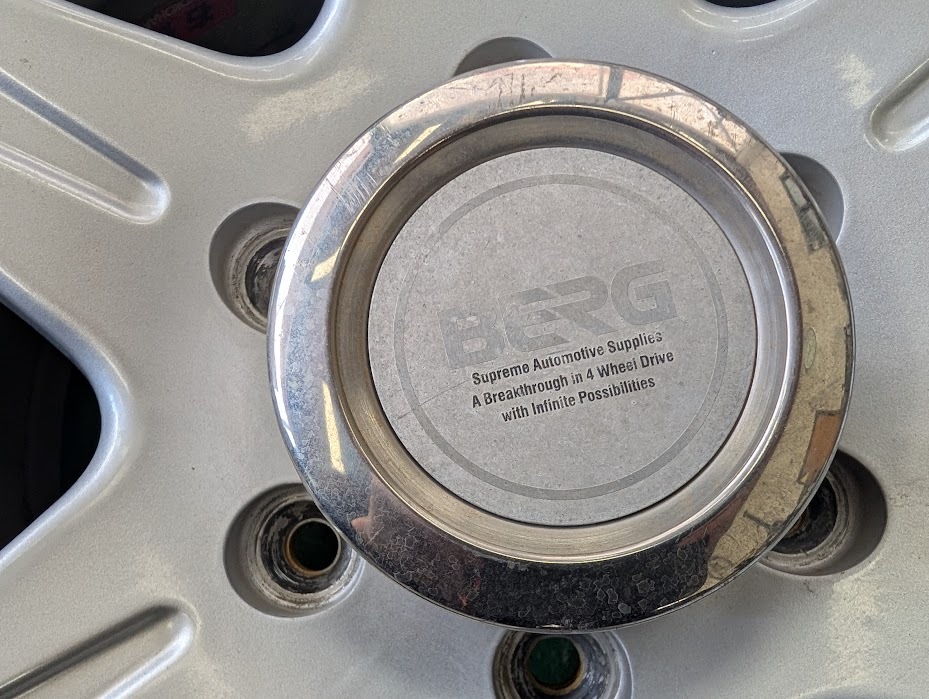 BERG
Supreme Automotive Supplies
A Breakthrough in 4 Wheel Drive
with Infinite Possibilities